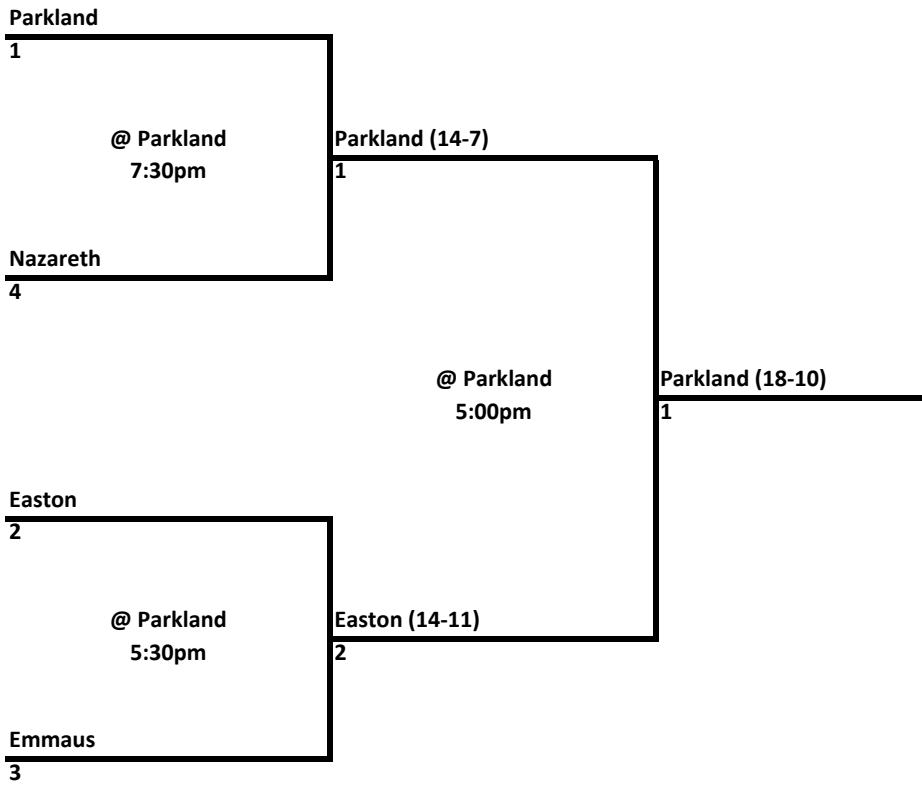 Parkland
1
@ Parkland
7:30pm
Parkland (14-7)
1
Nazareth
4
@ Parkland
5:00pm
Parkland (18-10)
1
Easton
2
@ Parkland
5:30pm
Easton (14-11)
2
Emmaus
3